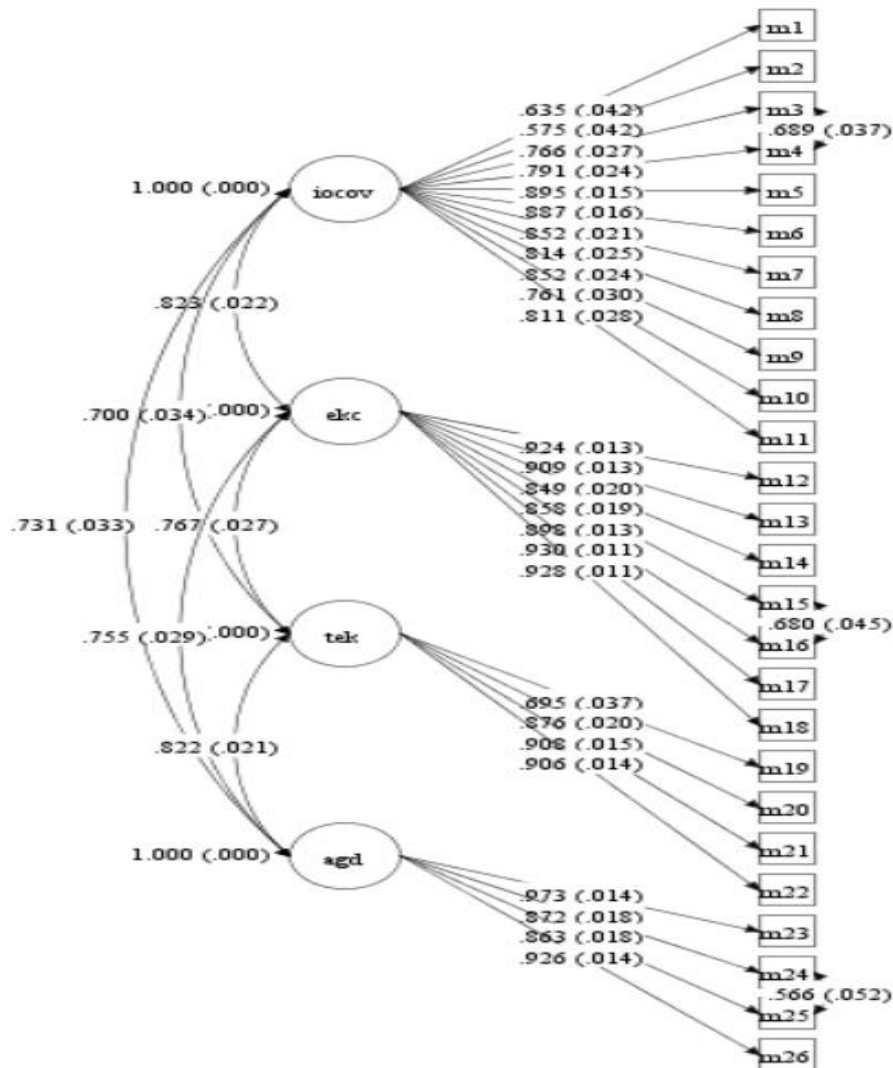 m1
m2
m3
.635 (.042)
.575 (.042)
.689 (.037)
.766 (.027)
m4
.791 (.024)
1.000 (.000)
iocov
.895 (.015)
m5
.887 (.016)
m6
.852 (.021)
.814 (.025)
m7
.852 (.024)
.761 (.030)
m8
.811 (.028)
.823 (.022)
m9
m10
.700 (.034)
.000)
ekc
m11
.924 (.013)
.909 (.013)
m12
.849 (.020)
.858 (.019)
m13
.898 (.013)
.731 (.033)
.767 (.027)
.930 (.011)
m14
.928 (.011)
m15
.680 (.045)
.755 (.029)
.000)
tek
m16
m17
.695 (.037)
.876 (.020)
m18
.822 (.021)
.908 (.015)
.906 (.014)
m19
m20
m21
1.000 (.000)
agd
m22
.973 (.014)
.872 (.018)
m23
.863 (.018)
.926 (.014)
m24
.566 (.052)
m25
m26